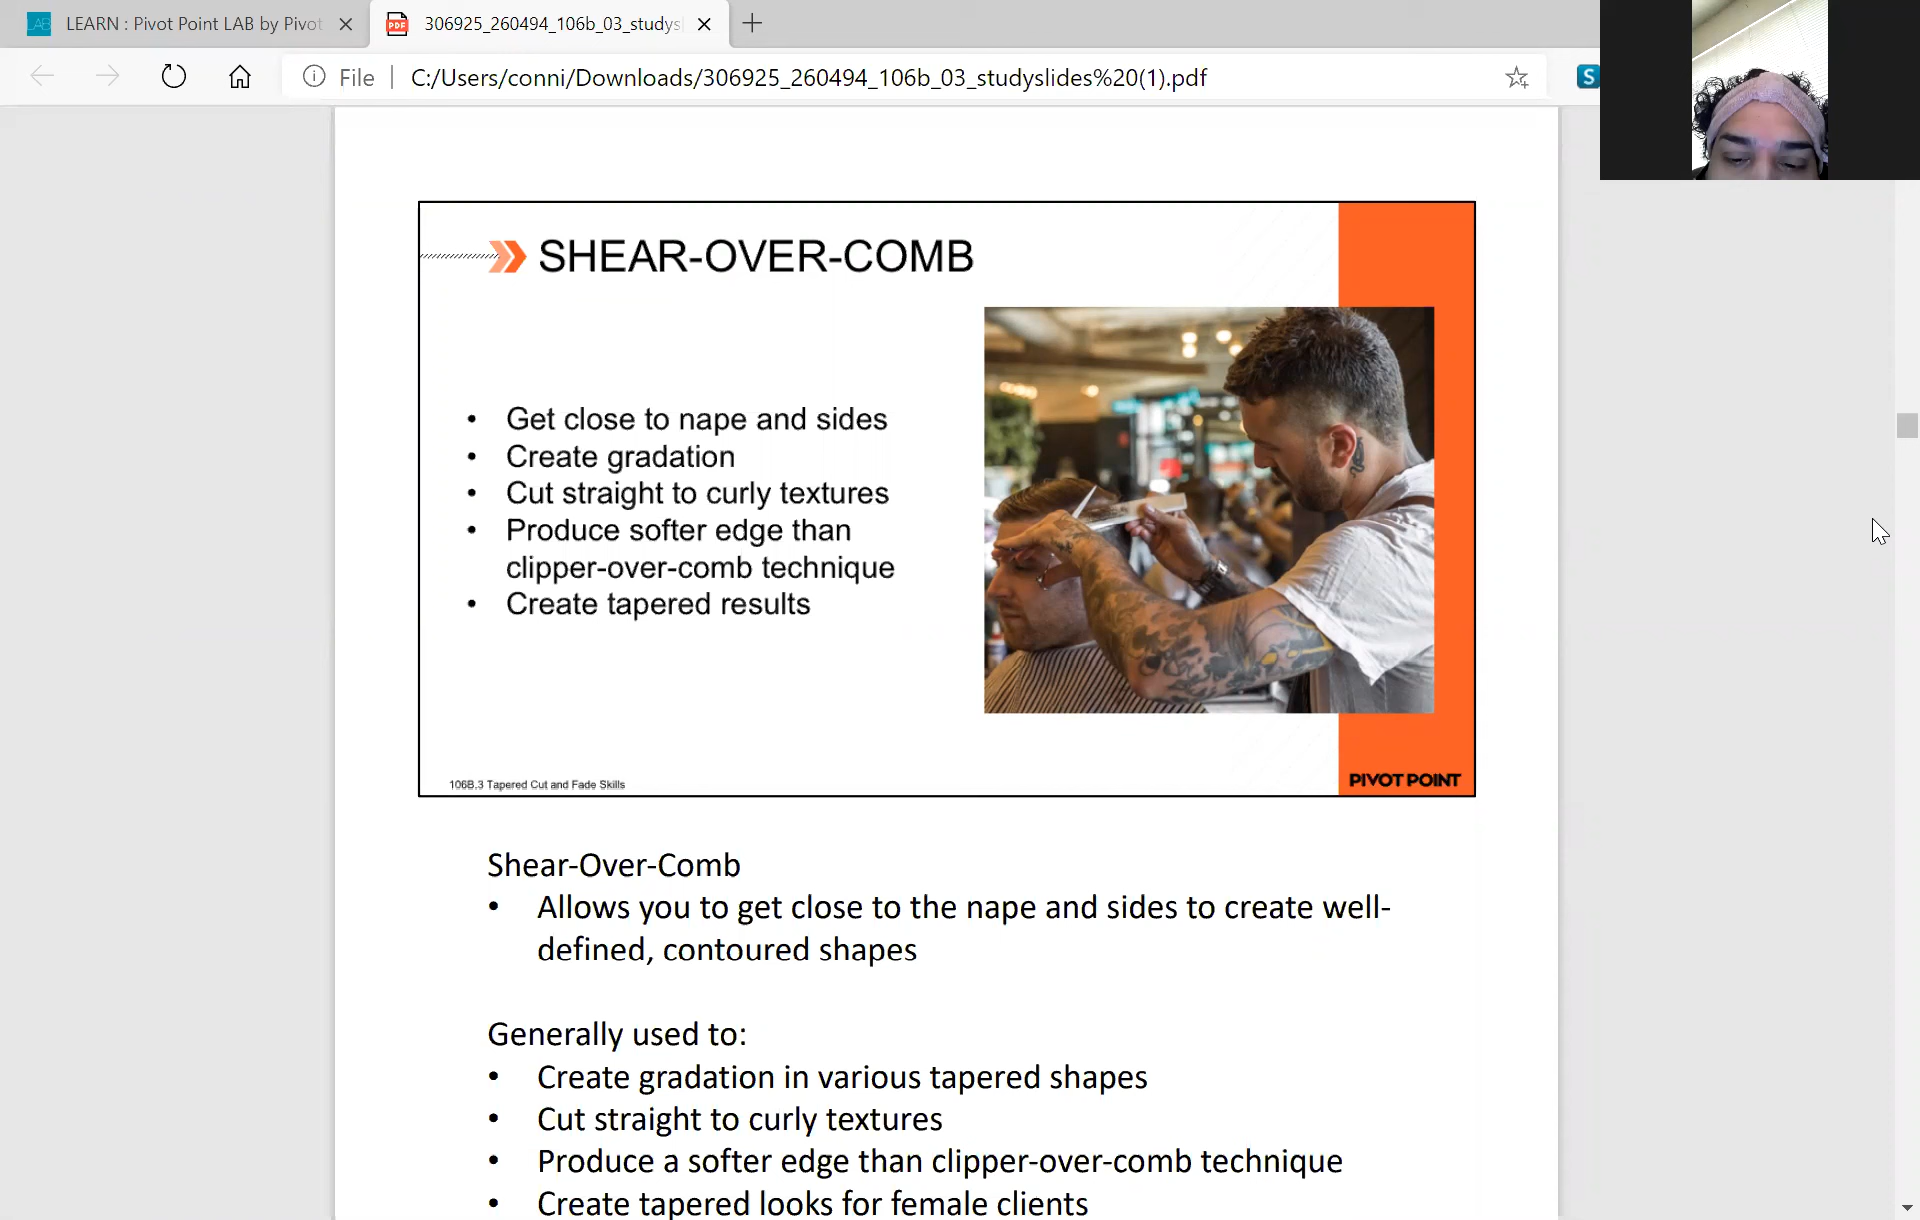 LEARN : Pivot Point LAB by Pivot
306925_260494_106b_03_studys
File
C:/Users/conni/Downloads/306925_260494_106b_03_studyslides%20(1).pdf
S
SHEAR-OVER-COMB
• Get close to nape and sides
• Create gradation
• Cut straight to curly textures
• Produce softer edge than
clipper-over-comb technique
• Create tapered results
106B.3 Tapered Cut and Fade Skills
PIVOT POINT
Shear-Over-Comb
• Allows you to get close to the nape and sides to create well-
defined, contoured shapes
Generally used to:
• Create gradation in various tapered shapes
• Cut straight to curly textures
• Produce a softer edge than clipper-over-comb technique
• Create tapered looks for female clients